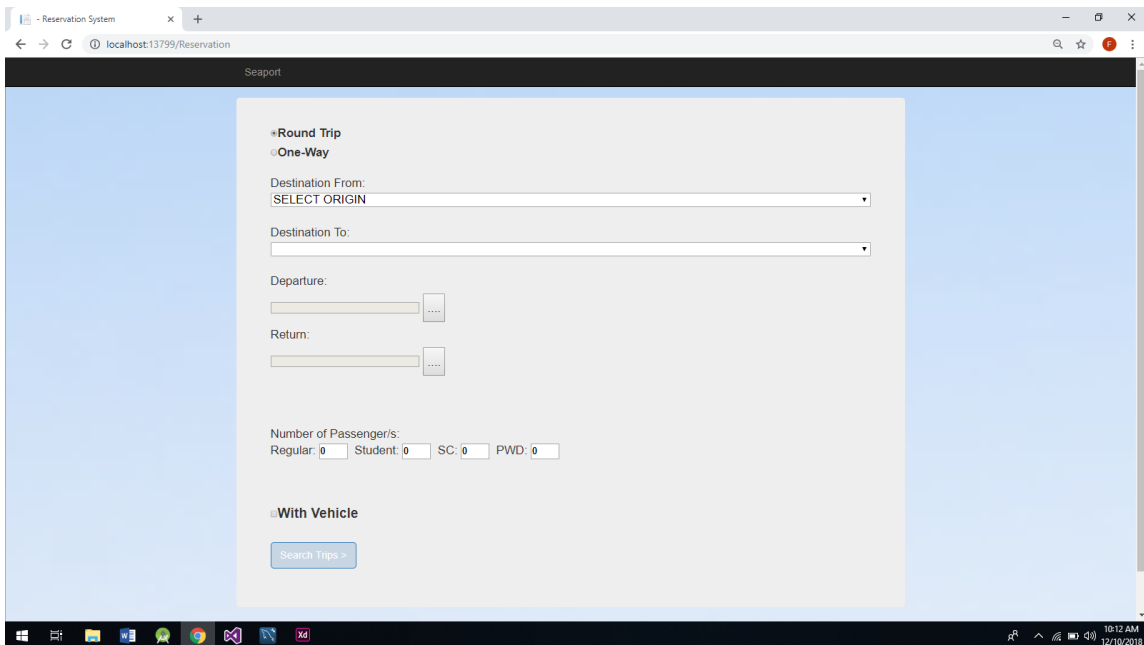 - Reservation System
localhost:13799/Reservation
F
Seaport
Round Trip
One-Way
Destination From:
SELECT ORIGIN
Destination To:
Departure:
....
Return:
....
Number of Passenger/s:
Regular: 0 Student: 0 SC: 0 PWD: 0
With Vehicle
Search Trips >
Xd
10:12 AM
12/10/2018